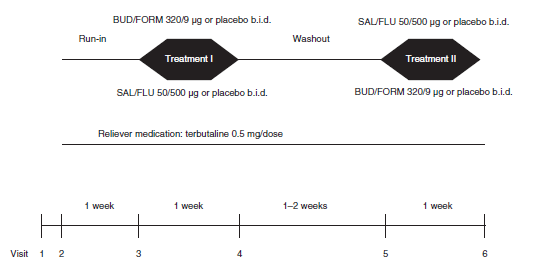 BUD/FORM 320/9 µg or placebo b.i.d.
SAL/FLU 50/500 µg or placebo b.i.d.
Run-in
Washout
Treatment I
Treatment II
SAL/FLU 50/500 µg or placebo b.i.d.
BUD/FORM 320/9 µg or placebo b.i.d.
Reliever medication: terbutaline 0.5 mg/dose
1 week
1 week
1–2 weeks
1 week
Visit 1 2 3 4 5 6